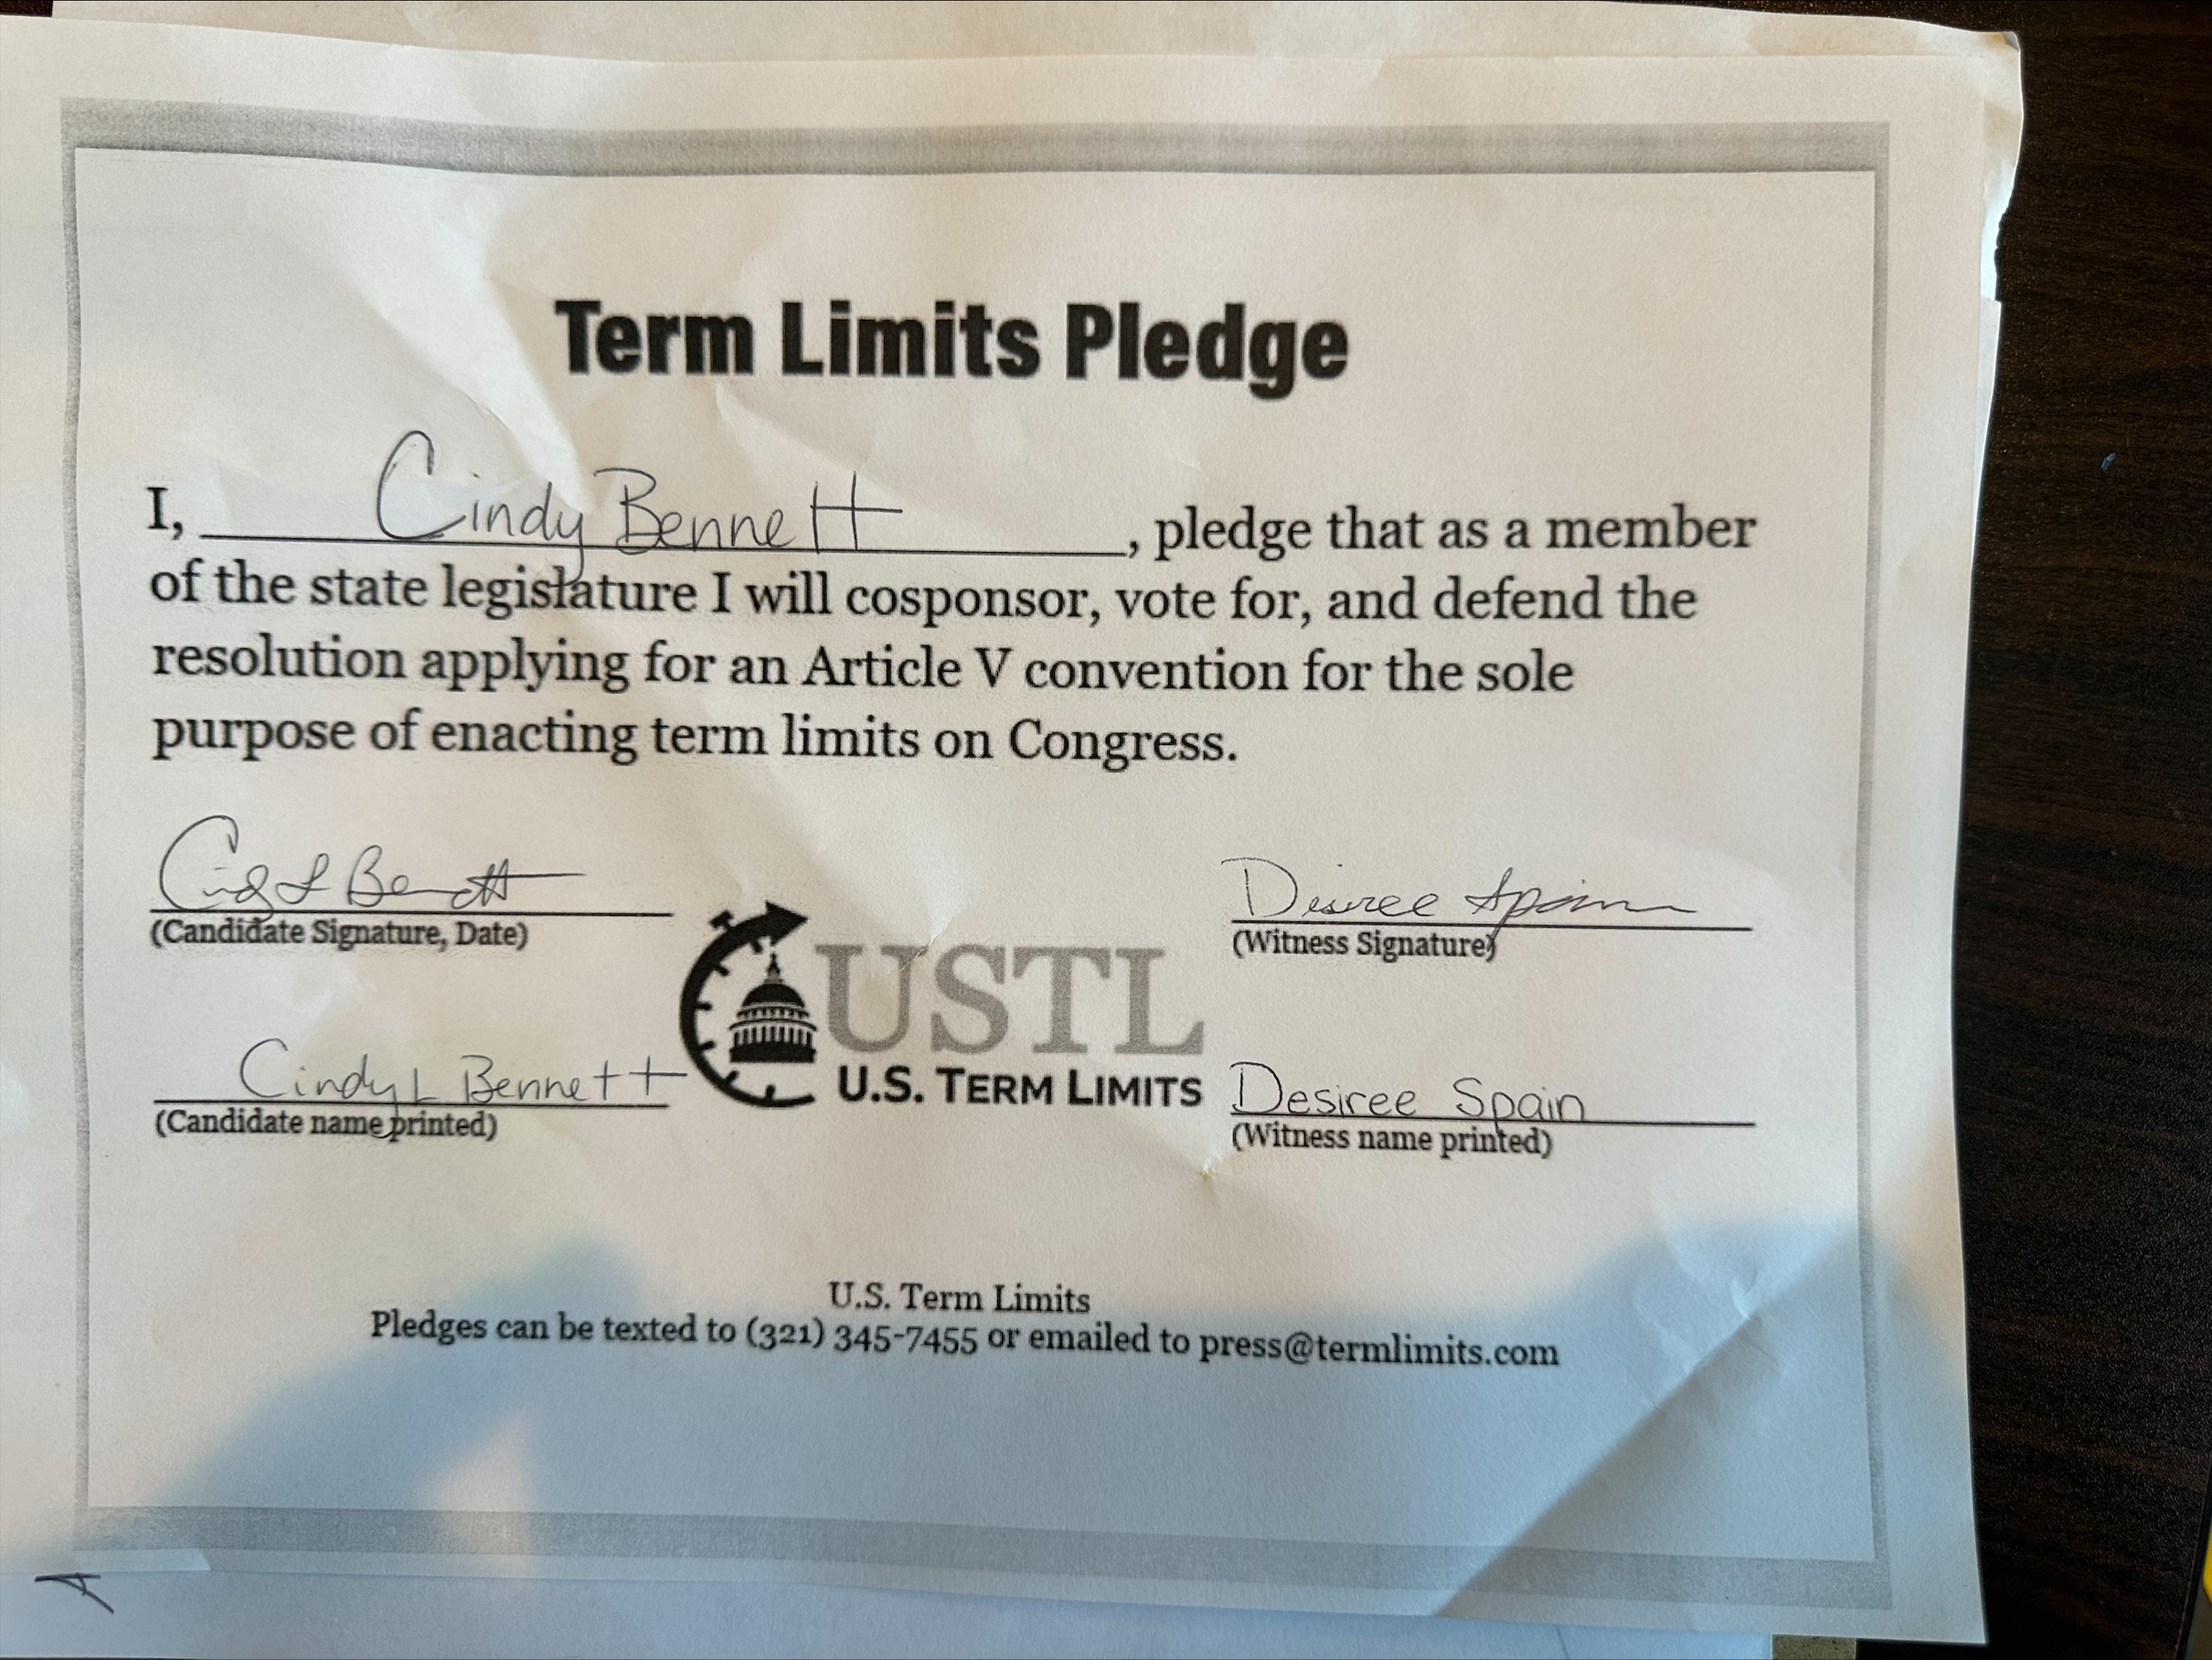 Term Limits Pledge
I, Cindy Bennett, pledge that as a member
of the state legislature I will cosponsor, vote for, and defend the
resolution applying for an Article V convention for the sole
purpose of enacting term limits on Congress.
Cindy L Bennett
(Candidate Signature, Date)
Desiree Spain
(Witness Signature)
USTL
U.S. TERM LIMITS
Cindy L Bennett
(Candidate name printed)
Desiree Spain
(Witness name printed)
U.S. Term Limits
Pledges can be texted to (321) 345-7455 or emailed to press@termlimits.com